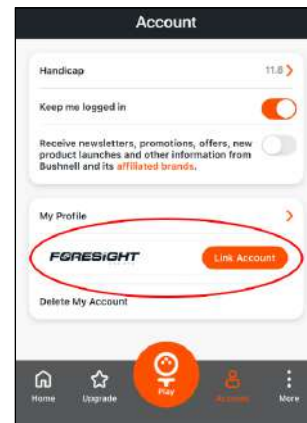 Account
Handicap 11.8
Keep me logged in
Receive newsletters, promotions, offers, new
product launches and other information from
Bushnell and its affiliated brands.
My Profile
FORESIGHT Link Account
Delete My Account
Home Upgrade Play Account More